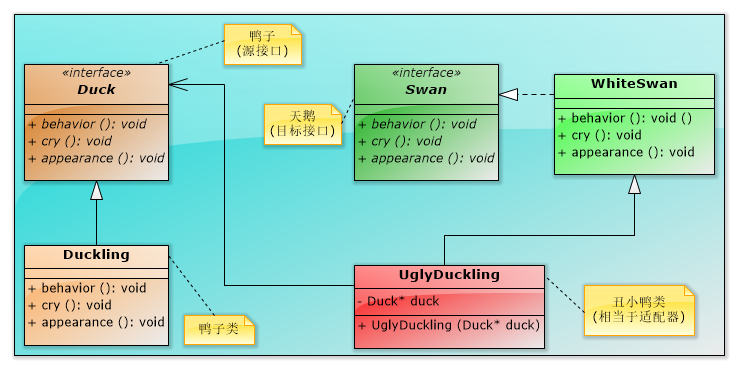 鸭子
(源接口)
«interface»
Duck
+ behavior (): void
+ cry (): void
+ appearance (): void
«interface»
Swan
+ behavior (): void
+ cry (): void
+ appearance (): void
天鹅
(目标接口)
WhiteSwan
+ behavior (): void ()
+ cry (): void
+ appearance (): void
Duckling
+ behavior (): void
+ cry (): void
+ appearance (): void
鸭子类
UglyDuckling
- Duck* duck
+ UglyDuckling (Duck* duck)
丑小鸭类
(相当于适配器)